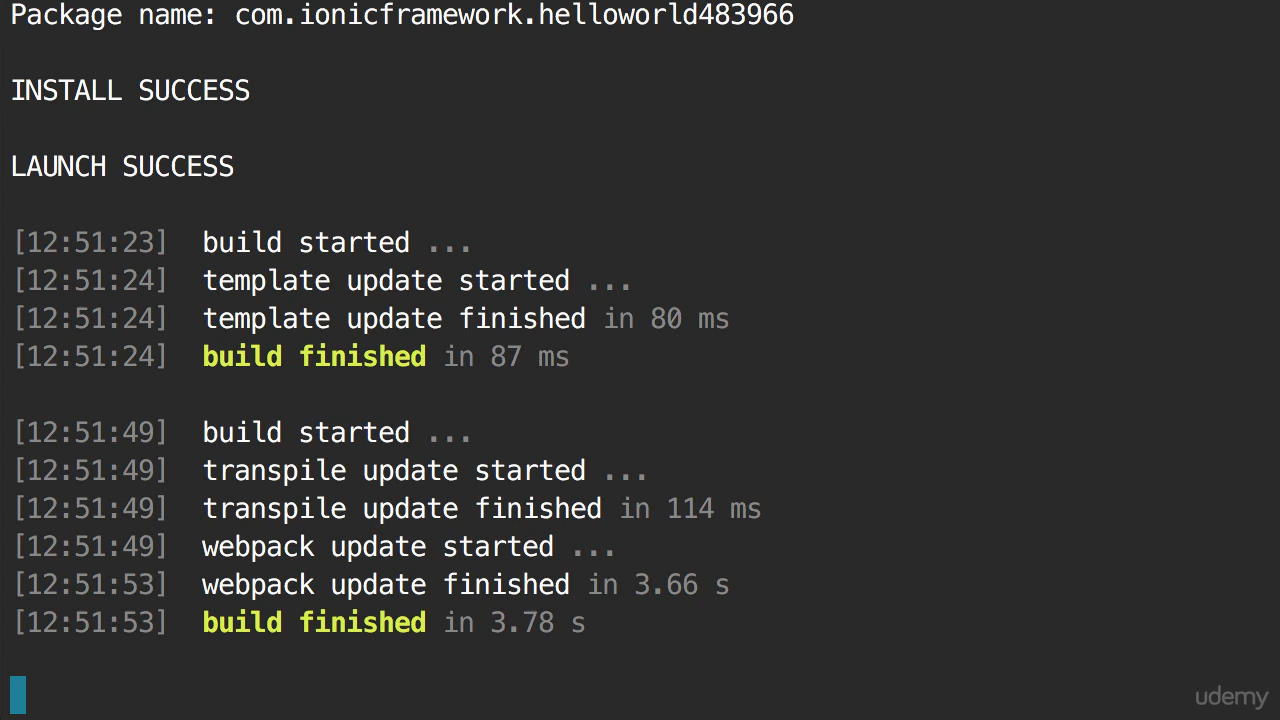 Package name: com.ionicframework.helloworld483966
INSTALL SUCCESS
LAUNCH SUCCESS
[12:51:23] build started ...
[12:51:24] template update started ...
[12:51:24] template update finished in 80 ms
[12:51:24] build finished in 87 ms
[12:51:49] build started ...
[12:51:49] transpile update started ...
[12:51:49] transpile update finished in 114 ms
[12:51:49] webpack update started ...
[12:51:53] webpack update finished in 3.66 s
[12:51:53] build finished in 3.78 s
udemy